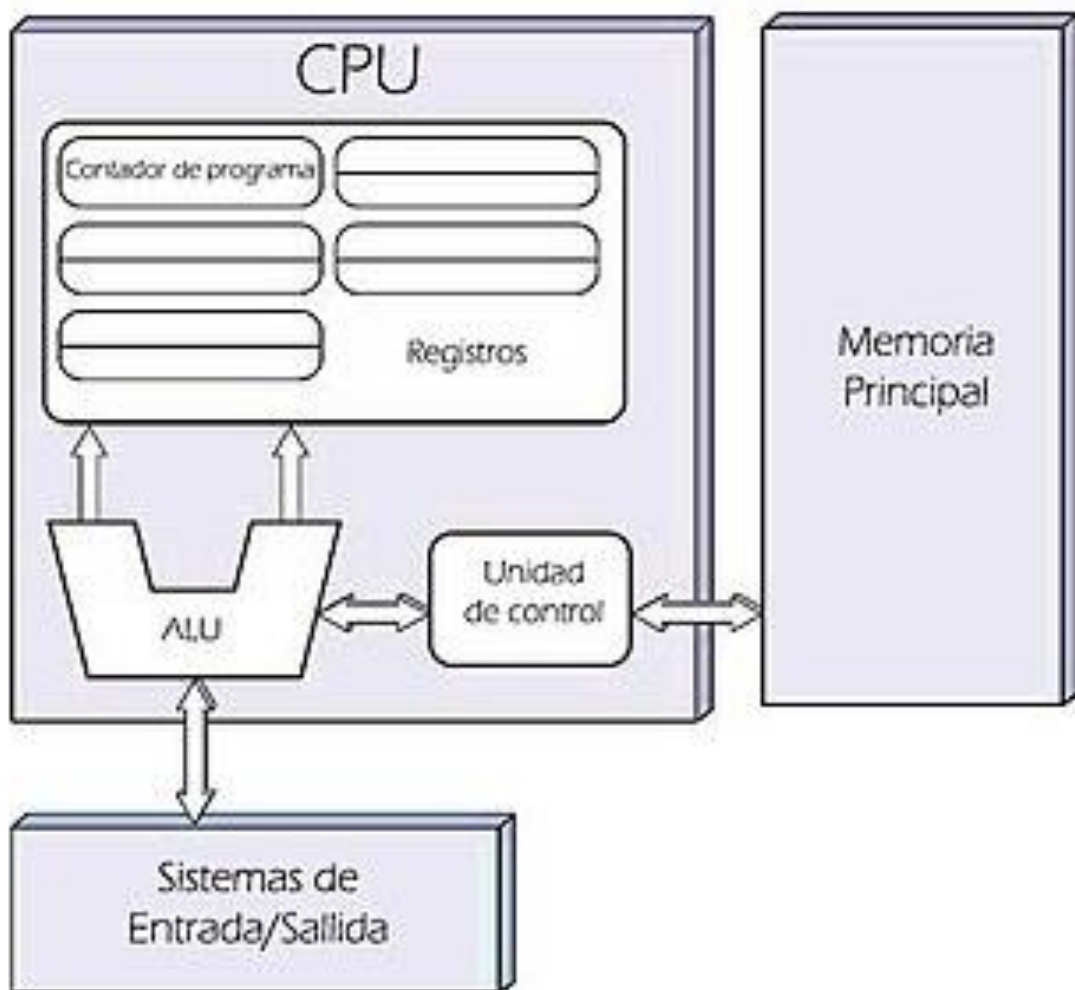 CPU
Contador de programa
Registros
Memoria
Principal
ALU
Unidad
de control
Sistemas de
Entrada/Sallida